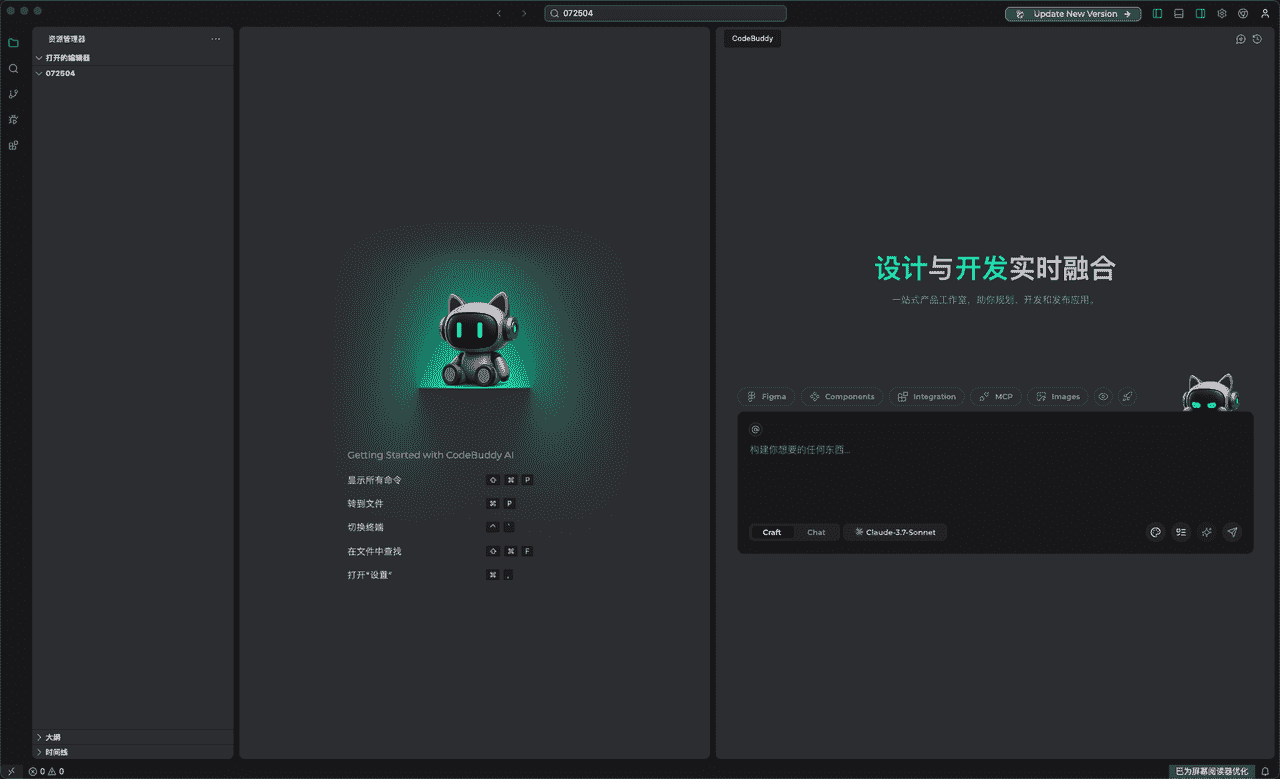 072504
Update New Version →
资源管理器
打开的编辑器
072504
大纲
时间线
Getting Started with CodeBuddy AI
显示所有命令 ⇧ ⌘ P
转到文件 ⌘ P
切换终端 ^ `
在文件中查找 ⇧ ⌘ F
打开"设置" ⌘ ,
CodeBuddy
设计与开发实时融合
一站式产品工作室，助你规划、开发和发布应用。
Figma Components Integration MCP Images
@
构建你想要的任何东西...
Craft Chat Claude-3.7-Sonnet
0 0
已为屏幕阅读器优化